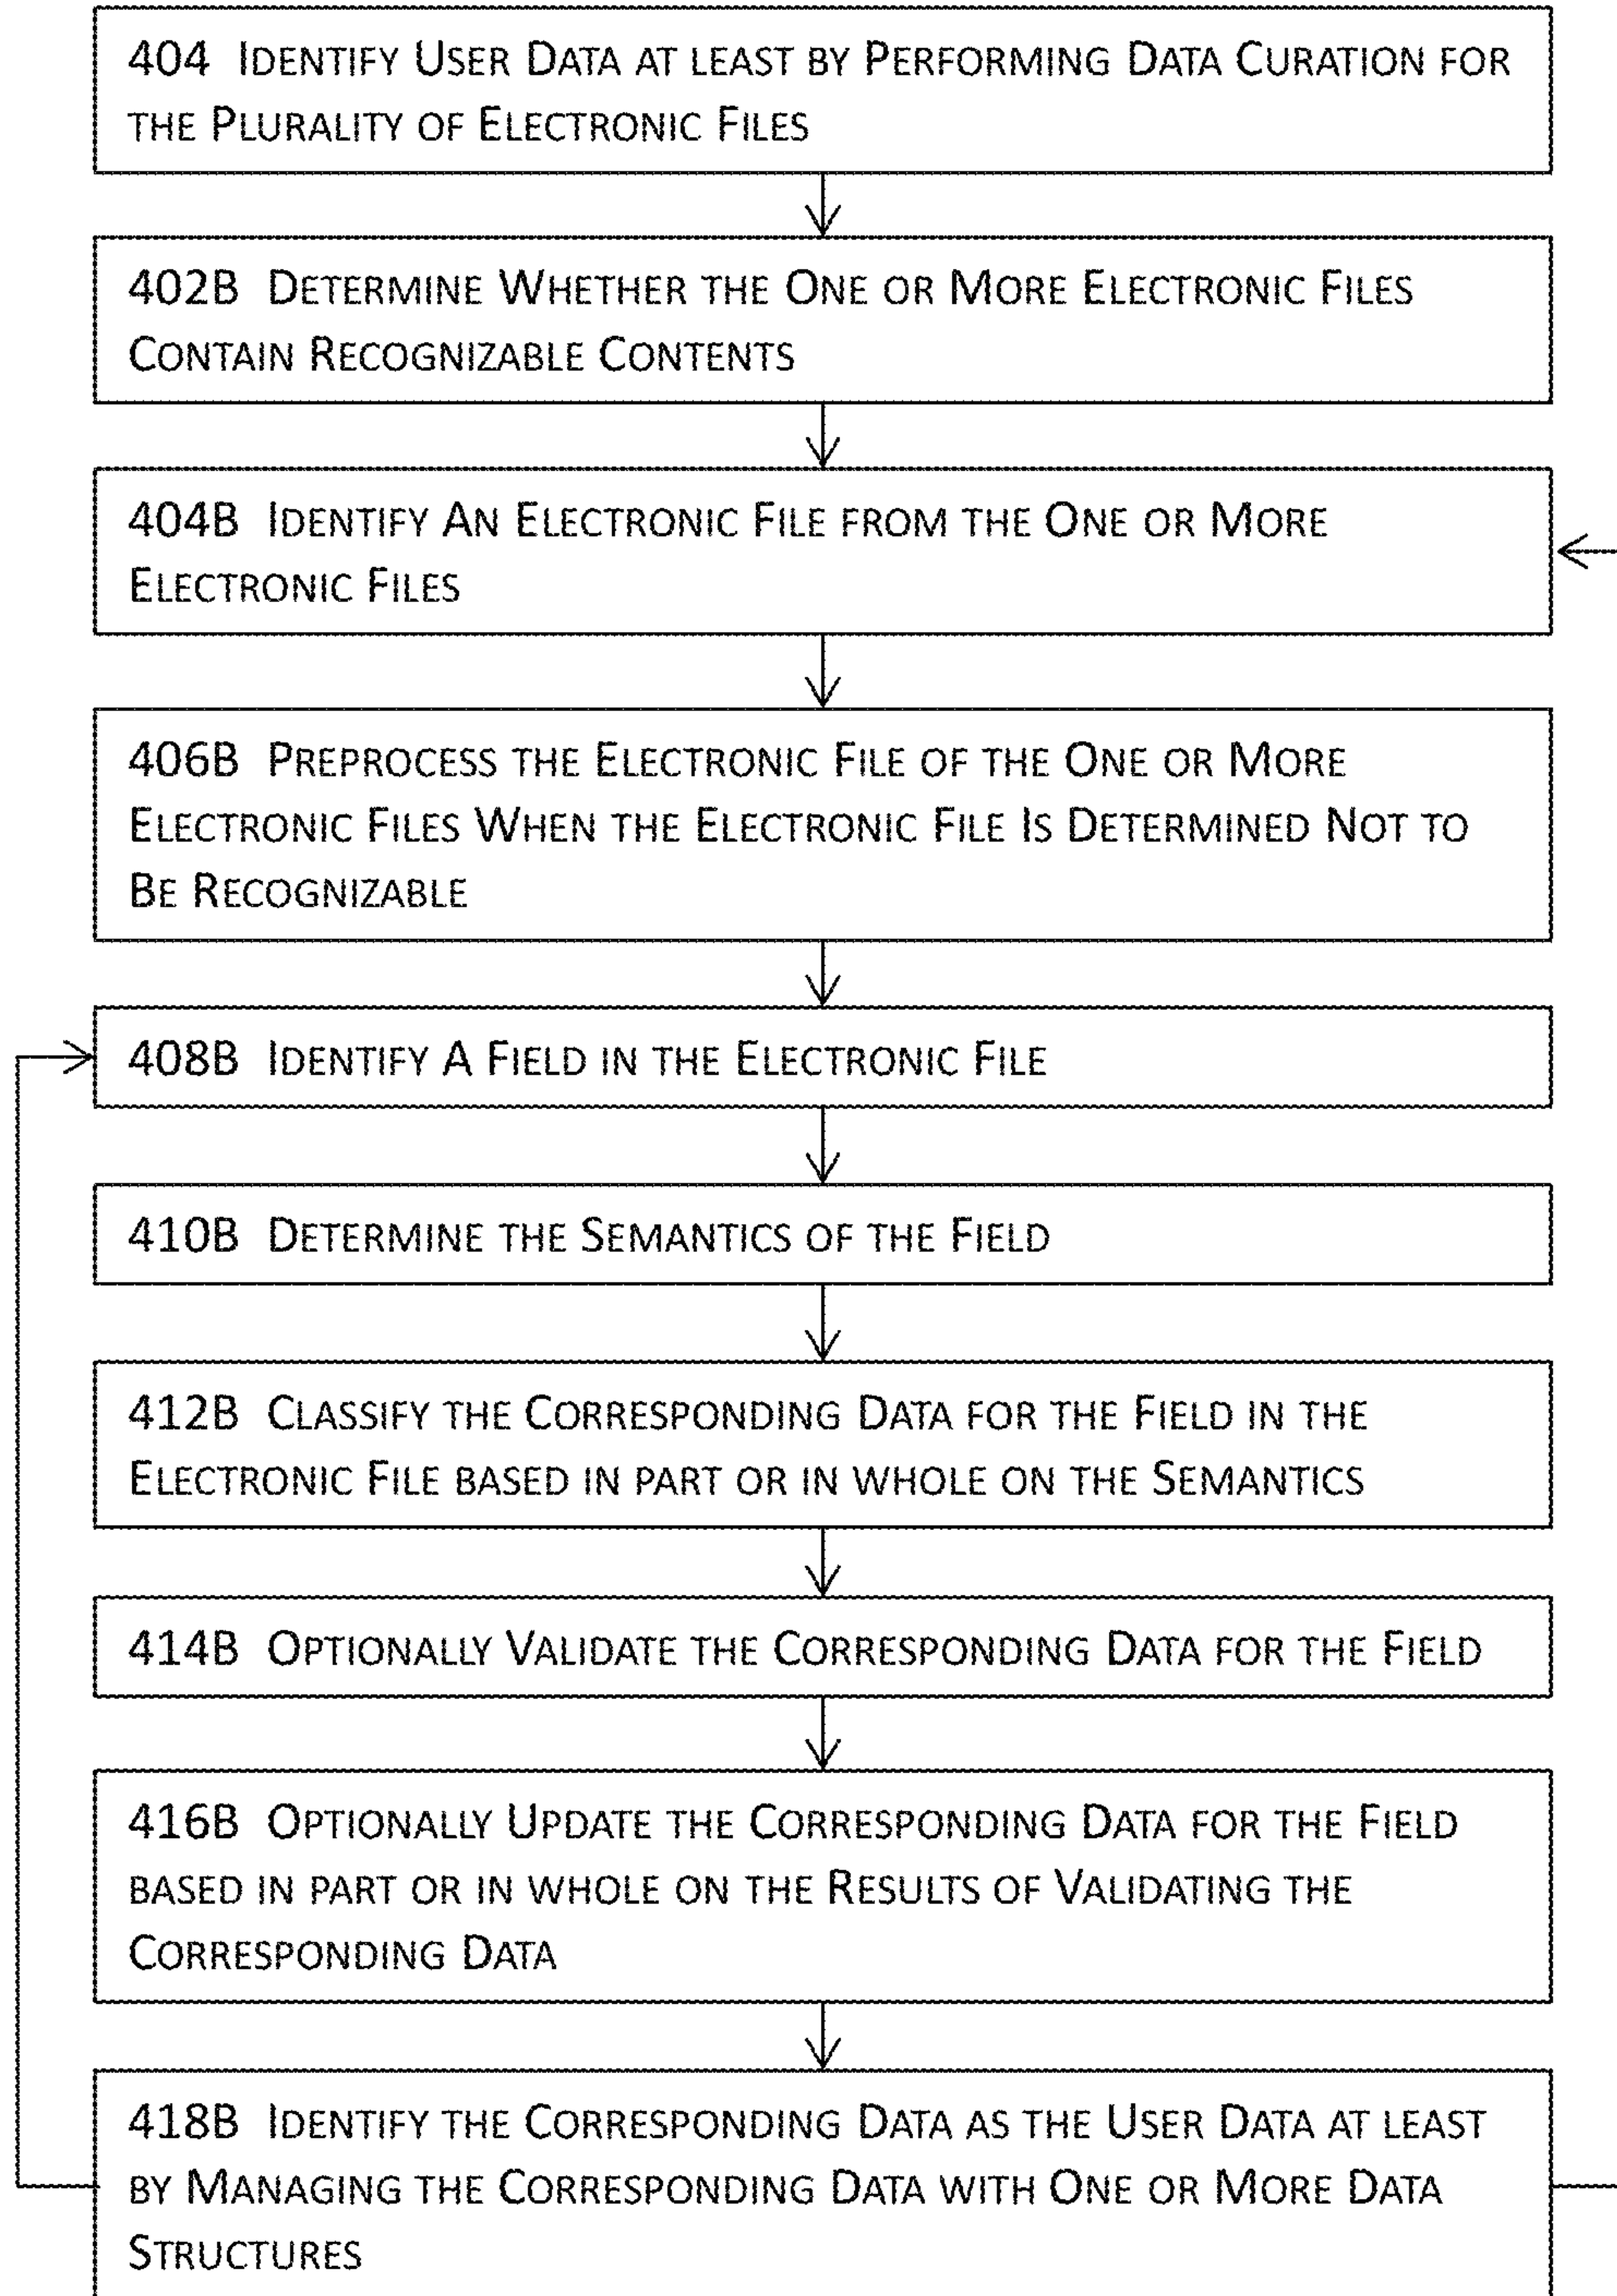 404 Identify User Data at least by Performing Data Curation for
the Plurality of Electronic Files
402B Determine Whether the One or More Electronic Files
Contain Recognizable Contents
404B Identify An Electronic File from the One or More
Electronic Files
406B Preprocess the Electronic File of the One or More
Electronic Files When the Electronic File Is Determined Not to
Be Recognizable
408B Identify A Field in the Electronic File
410B Determine the Semantics of the Field
412B Classify the Corresponding Data for the Field in the
Electronic File based in part or in whole on the Semantics
414B Optionally Validate the Corresponding Data for the Field
416B Optionally Update the Corresponding Data for the Field
based in part or in whole on the Results of Validating the
Corresponding Data
418B Identify the Corresponding Data as the User Data at least
by Managing the Corresponding Data with One or More Data
Structures